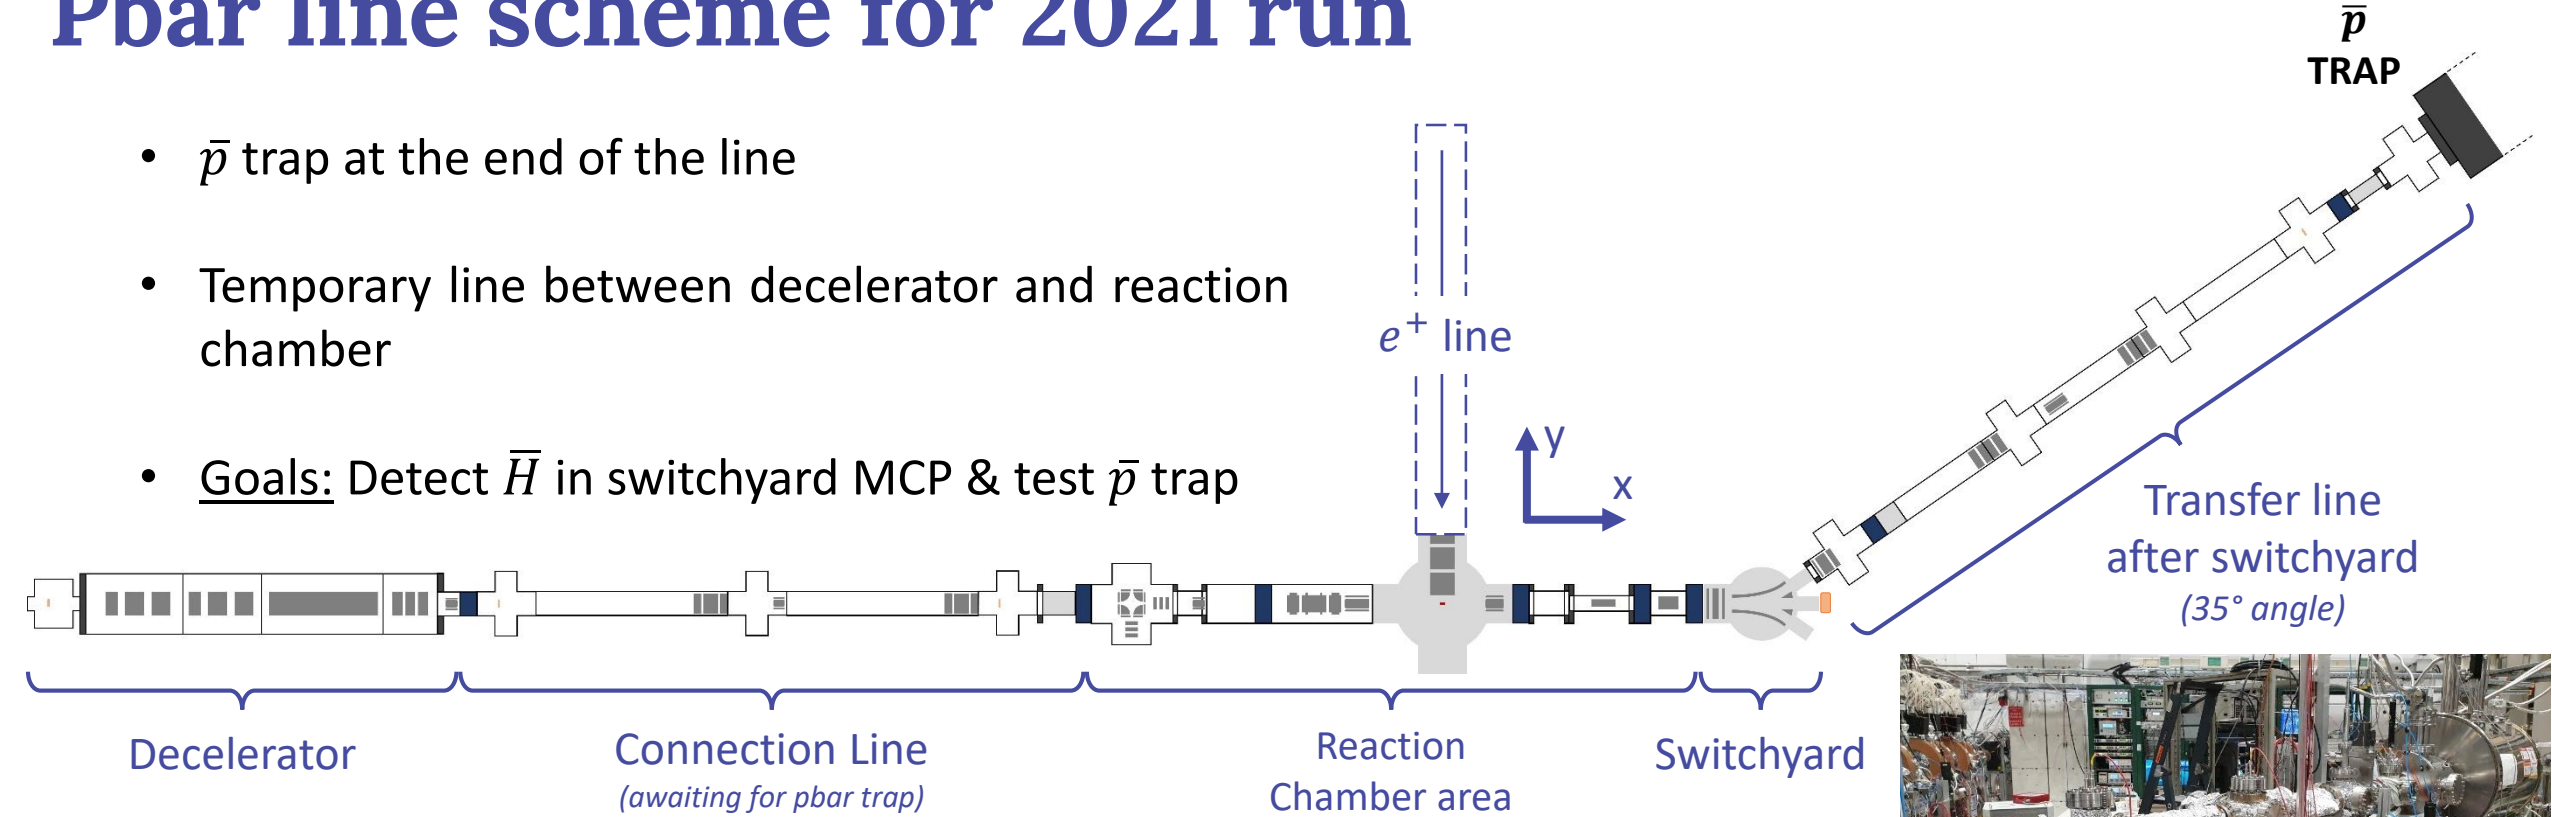 Pbar line scheme for 2021 run
p̅
TRAP
• p̅ trap at the end of the line
• Temporary line between decelerator and reaction
chamber
• Goals: Detect H̅ in switchyard MCP & test p̅ trap
e⁺ line
y
x
Transfer line
after switchyard
(35° angle)
Decelerator
Connection Line
(awaiting for pbar trap)
Reaction
Chamber area
Switchyard